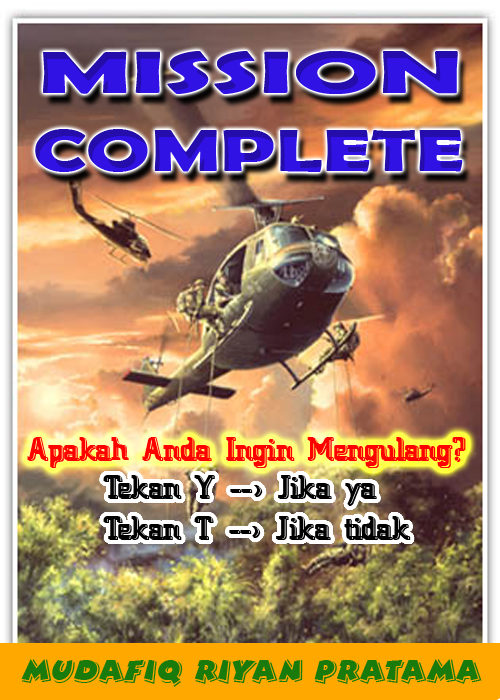 MISSION
COMPLETE
Apakah Anda Ingin Mengulang?
Tekan Y --> Jika ya
Tekan T --> Jika tidak
MUDAFIQ RIYAN PRATAMA